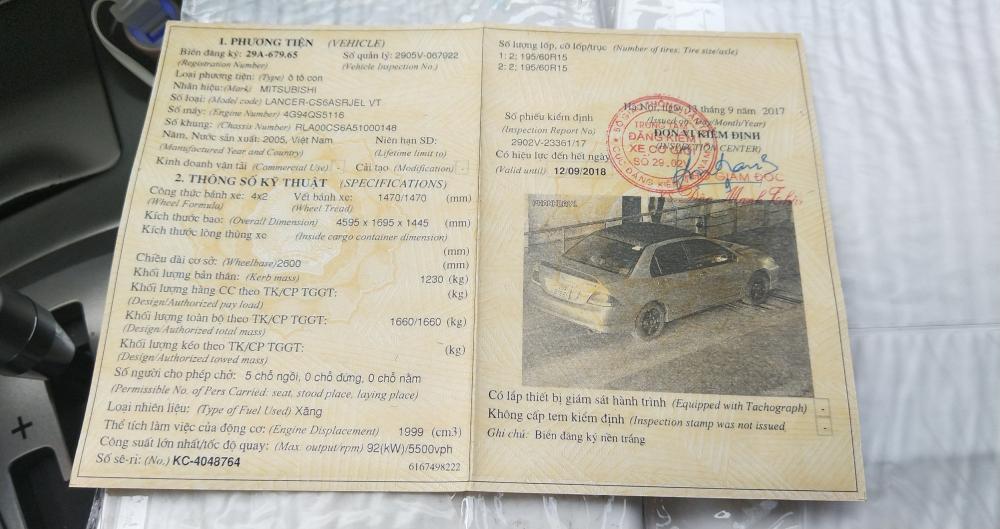 1. PHƯƠNG TIỆN (VEHICLE)
Biển đăng ký: 29A-679.65 Số quản lý: 2905V-067922
(Registration Number) (Vehicle Inspection No.)
Loại phương tiện: (Type) ô tô con
Nhãn hiệu: (Mark) MITSUBISHI
Số loại: (Model code) LANCER-CS6ASRJEL VT
Số máy: (Engine Number) 4G94QS5116
Số khung: (Chassis Number) RLA00CS6A51000148
Năm, Nước sản xuất: 2005, Việt Nam Niên hạn SD:
(Manufactured Year and Country) (Lifetime limit to)
Kinh doanh vận tải (Commercial Use) - Cải tạo (Modification) -
2. THÔNG SỐ KỸ THUẬT (SPECIFICATIONS)
Công thức bánh xe: 4x2 Vết bánh xe: 1470/1470 (mm)
(Wheel Formula) (Wheel Tread)
Kích thước bao: (Overall Dimension) 4595 x 1695 x 1445 (mm)
Kích thước lòng thùng xe (Inside cargo container dimension)
(mm)
Chiều dài cơ sở: (Wheelbase) 2600 (mm)
Khối lượng bản thân: (Kerb mass) 1230 (kg)
Khối lượng hàng CC theo TK/CP TGGT: (kg)
(Design/Authorized pay load)
Khối lượng toàn bộ theo TK/CP TGGT: 1660/1660 (kg)
(Design/Authorized total mass)
Khối lượng kéo theo TK/CP TGGT: (kg)
(Design/Authorized towed mass)
Số người cho phép chở: 5 chỗ ngồi, 0 chỗ đứng, 0 chỗ nằm
(Permissible No. of Pers Carried: seat, stood place, laying place)
Loại nhiên liệu: (Type of Fuel Used) Xăng
Thể tích làm việc của động cơ: (Engine Displacement) 1999 (cm3)
Công suất lớn nhất/tốc độ quay: (Max. output/rpm) 92(kW)/5500vph
Số sê-ri: (No.) KC-4048764 6167498222
Số lượng lốp, cỡ lốp/trục (Number of tires; Tire size/axle)
1: 2; 195/60R15
2: 2; 195/60R15
Hà Nội, ngày 13 tháng 9 năm 2017
(Issued on: Day/Month/Year)
Số phiếu kiểm định ĐƠN VỊ KIỂM ĐỊNH
(Inspection Report No) (INSPECTION CENTER)
2902V-23361/17
Có hiệu lực đến hết ngày
(Valid until) 12/09/2018
TRUNG TÂM
ĐĂNG KIỂM
XE CƠ GIỚI
SỐ 29.02V
GIÁM ĐỐC
Có lắp thiết bị giám sát hành trình (Equipped with Tachograph) -
Không cấp tem kiểm định (Inspection stamp was not issued -
Ghi chú: Biển đăng ký nền trắng